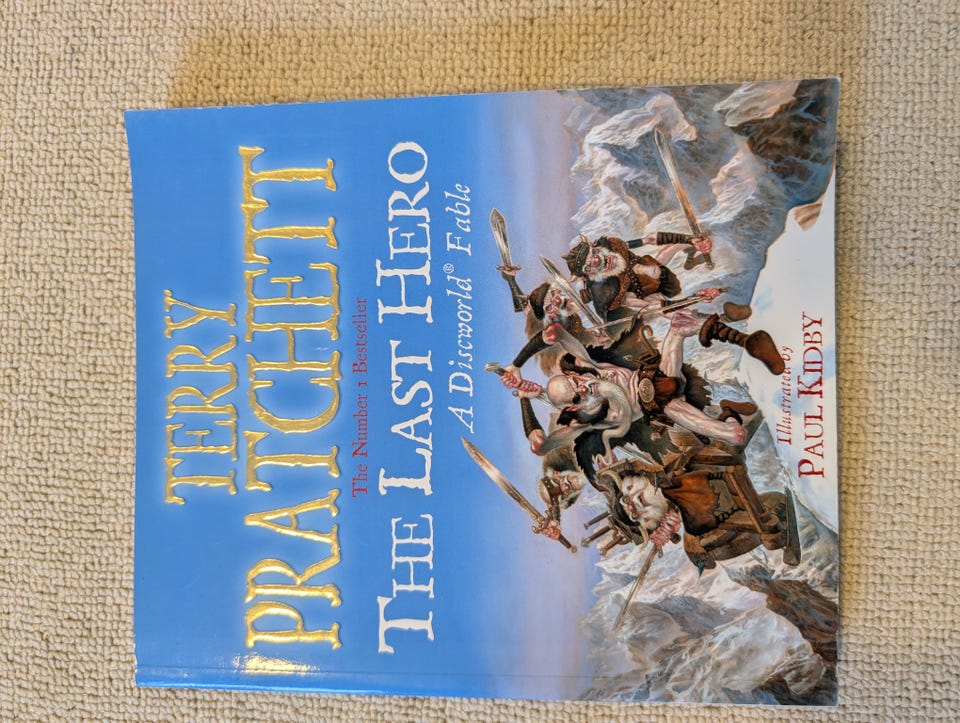 TERRY
PRATCHETT
The Number 1 Bestseller
THE LAST HERO
A Discworld® Fable
Illustrated by
PAUL KIDBY